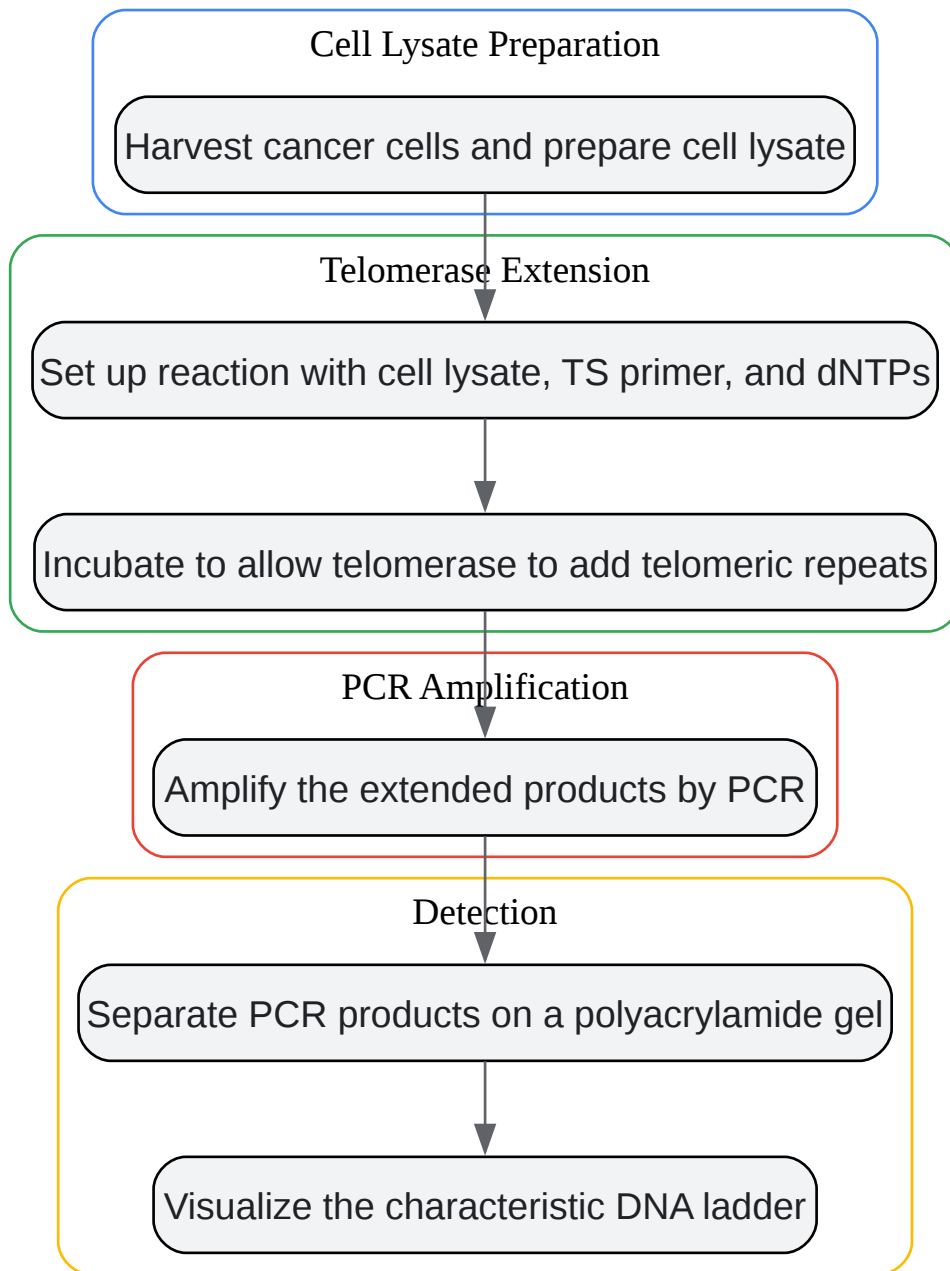 Cell Lysate Preparation
Harvest cancer cells and prepare cell lysate
Telomerase Extension
Set up reaction with cell lysate, TS primer, and dNTPs
Incubate to allow telomerase to add telomeric repeats
PCR Amplification
Amplify the extended products by PCR
Detection
Separate PCR products on a polyacrylamide gel
Visualize the characteristic DNA ladder